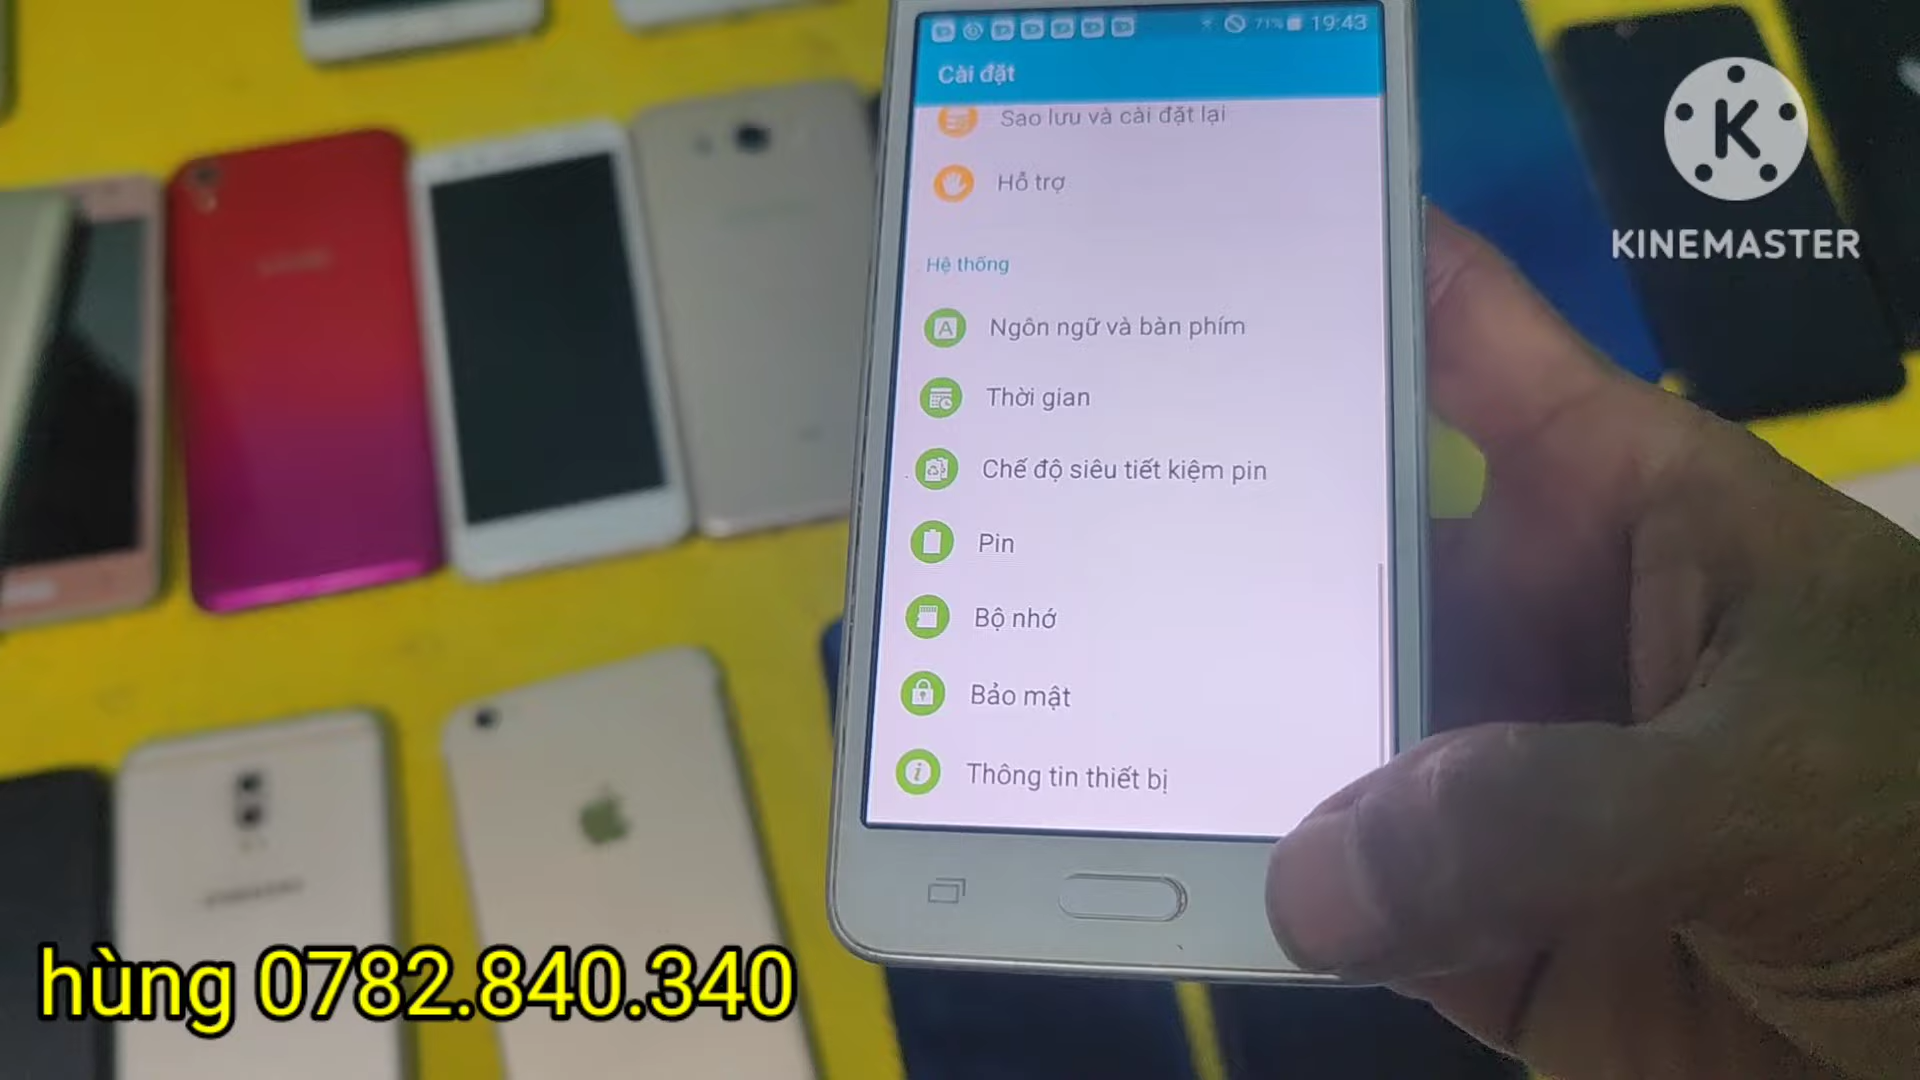 71% 19:43
Cài đặt
Sao lưu và cài đặt lại
Hỗ trợ
Hệ thống
Ngôn ngữ và bàn phím
Thời gian
Chế độ siêu tiết kiệm pin
Pin
Bộ nhớ
Bảo mật
Thông tin thiết bị
K
KINEMASTER
hùng 0782.840.340